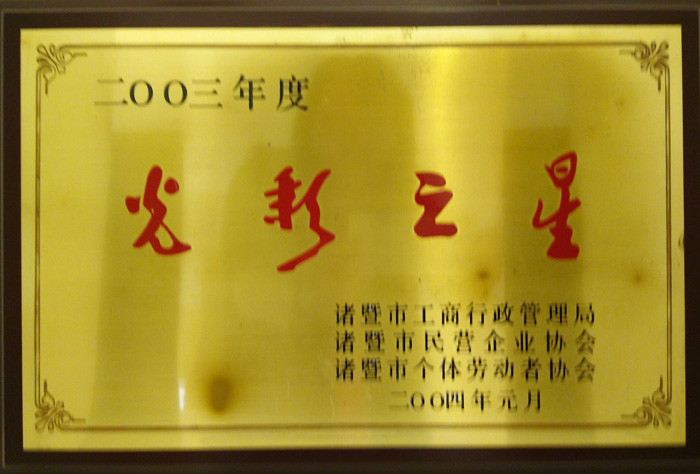 二OO三年度
光彩之星
诸暨市工商行政管理局
诸暨市民营企业协会
诸暨市个体劳动者协会
二OO四年元月